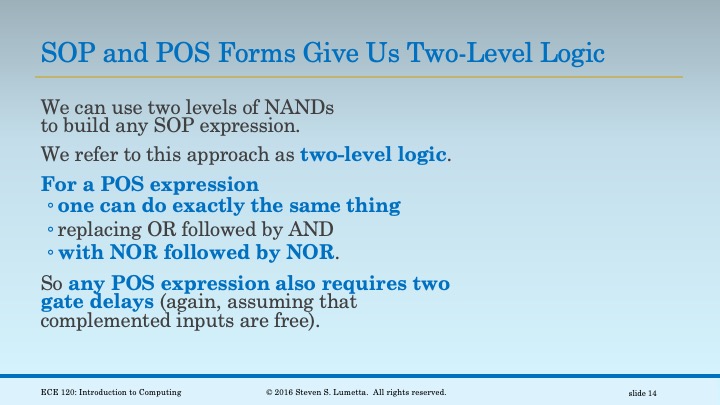 SOP and POS Forms Give Us Two-Level Logic
We can use two levels of NANDs
to build any SOP expression.
We refer to this approach as two-level logic.
For a POS expression
◦ one can do exactly the same thing
◦ replacing OR followed by AND
◦ with NOR followed by NOR.
So any POS expression also requires two
gate delays (again, assuming that
complemented inputs are free).
ECE 120: Introduction to Computing
© 2016 Steven S. Lumetta. All rights reserved.
slide 14